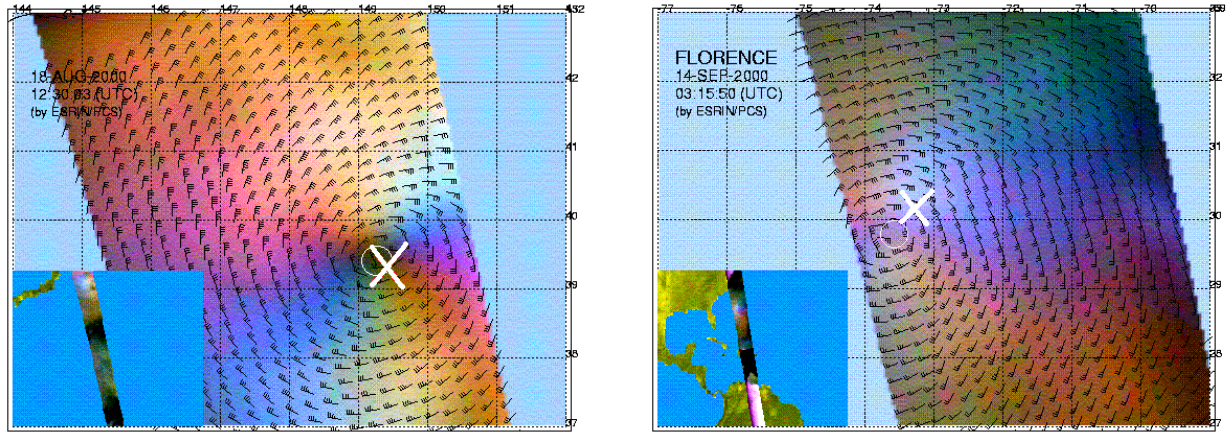 144 145 146 147 148 149 150 151
18-AUG-2000
12:30:03 (UTC)
(by ESRIN/PCS)
42
41
40
39
38
37
-77 -76 -75 -74 -73 -72 -71 -70
FLORENCE
14-SEP-2000
03:15:50 (UTC)
(by ESRIN/PCS)
32
31
30
29
28
27